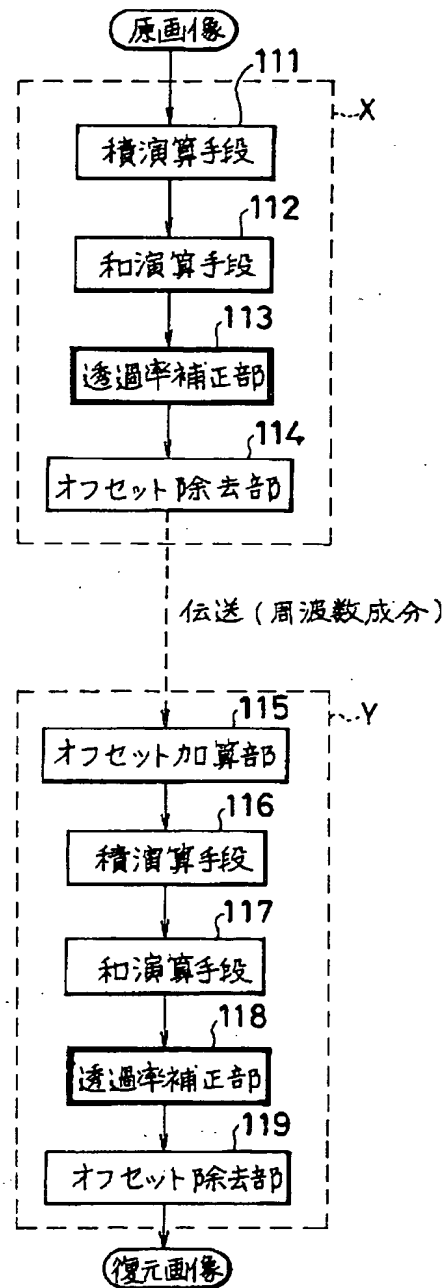 原画像
111
X
積演算手段
112
和演算手段
113
透過率補正部
114
オフセット除去部
伝送(周波数成分)
115
Y
オフセット加算部
116
積演算手段
117
和演算手段
118
透過率補正部
119
オフセット除去部
復元画像